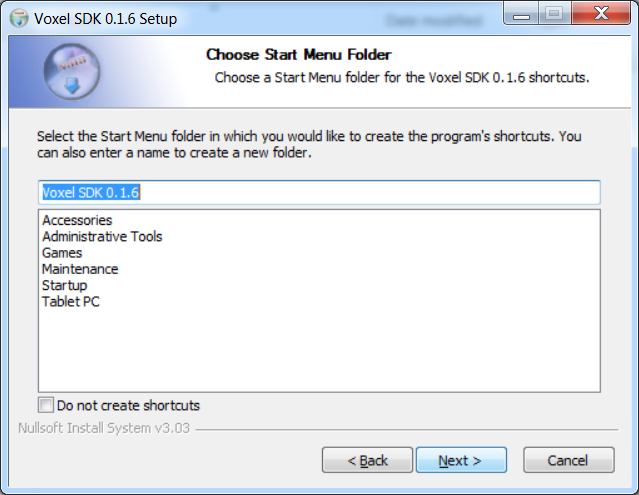 Voxel SDK 0.1.6 Setup
Date modified
Choose Start Menu Folder
Choose a Start Menu folder for the Voxel SDK 0.1.6 shortcuts.
Select the Start Menu folder in which you would like to create the program's shortcuts. You
can also enter a name to create a new folder.
Voxel SDK 0.1.6
Accessories
Administrative Tools
Games
Maintenance
Startup
Tablet PC
Do not create shortcuts
Nullsoft Install System v3.03
< Back
Next >
Cancel